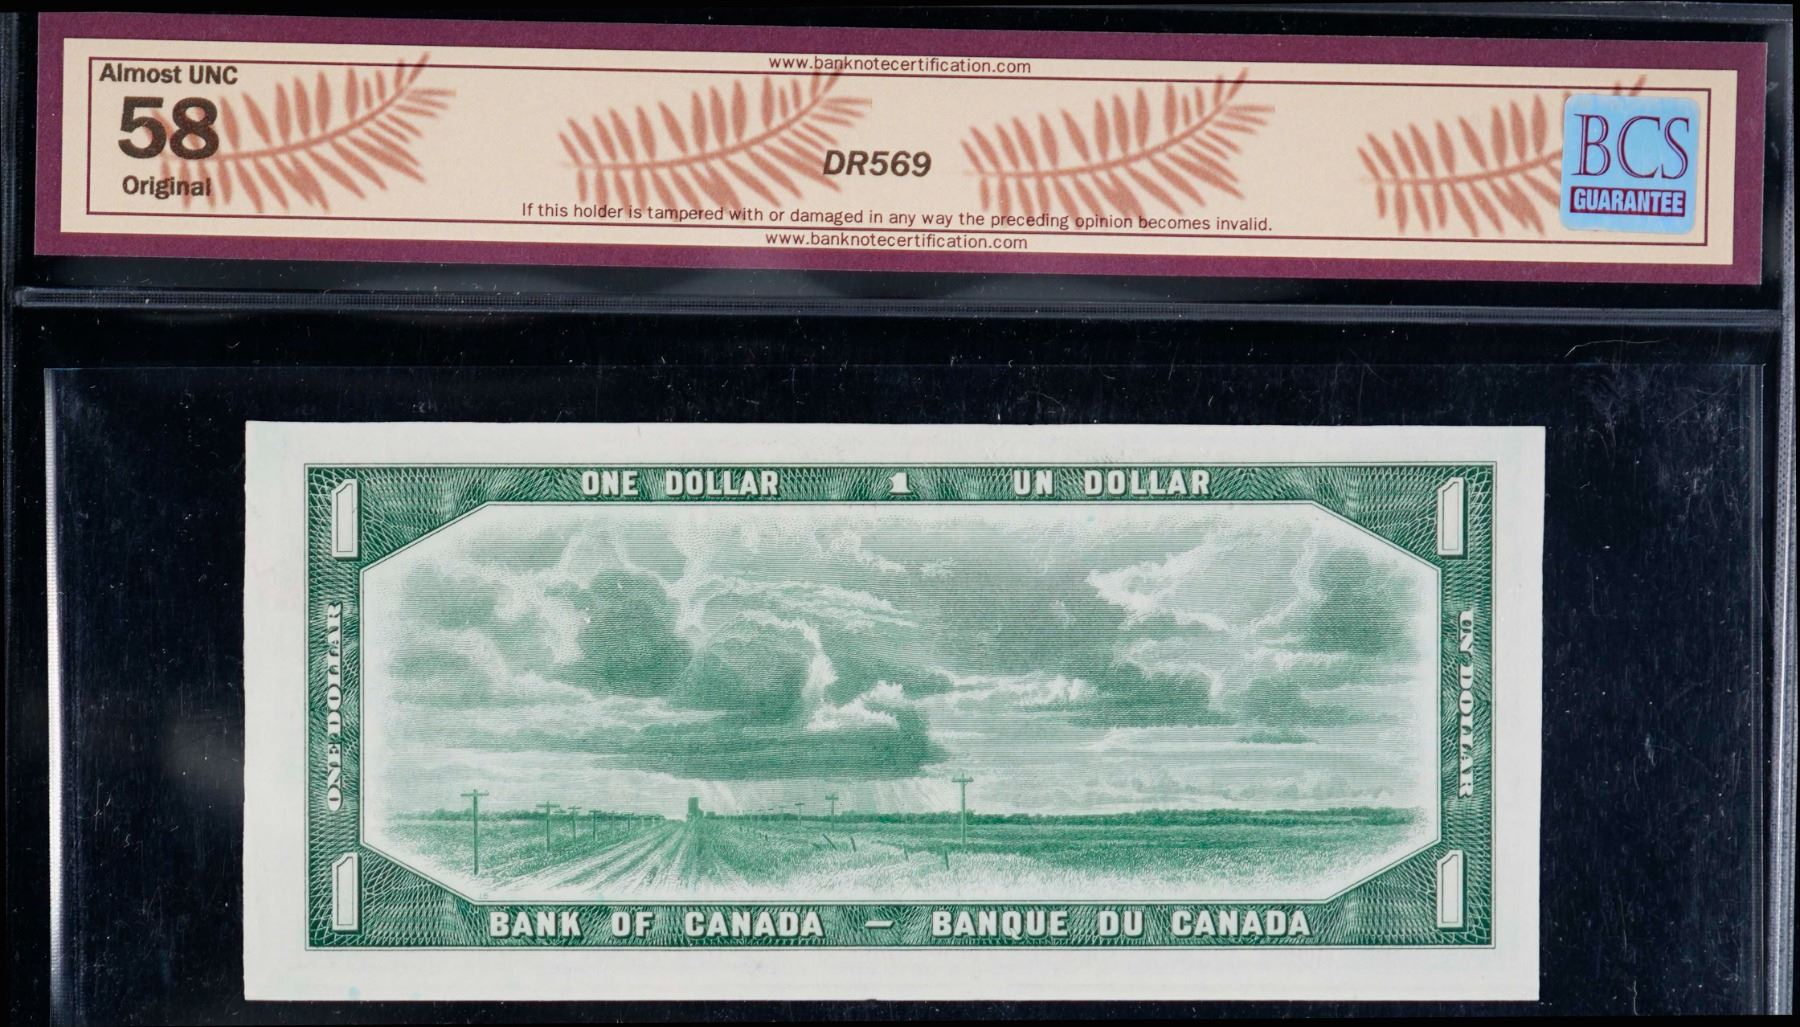 www.banknotecertification.com
Almost UNC
58
Original
DR569
BCS
GUARANTEE
If this holder is tampered with or damaged in any way the preceding opinion becomes invalid.
www.banknotecertification.com
1 ONE DOLLAR 1 UN DOLLAR 1
ONE DOLLAR
UN DOLLAR
1 BANK OF CANADA — BANQUE DU CANADA 1